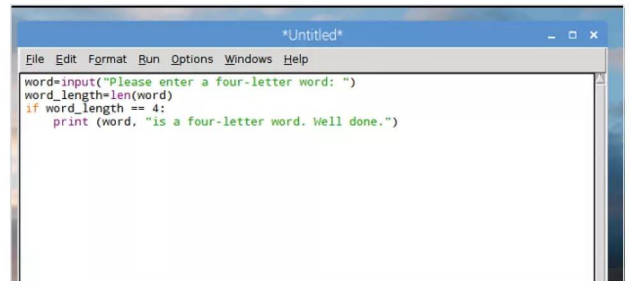 *Untitled*
File Edit Format Run Options Windows Help
word=input("Please enter a four-letter word: ")
word_length=len(word)
if word_length == 4:
    print (word, "is a four-letter word. Well done.")